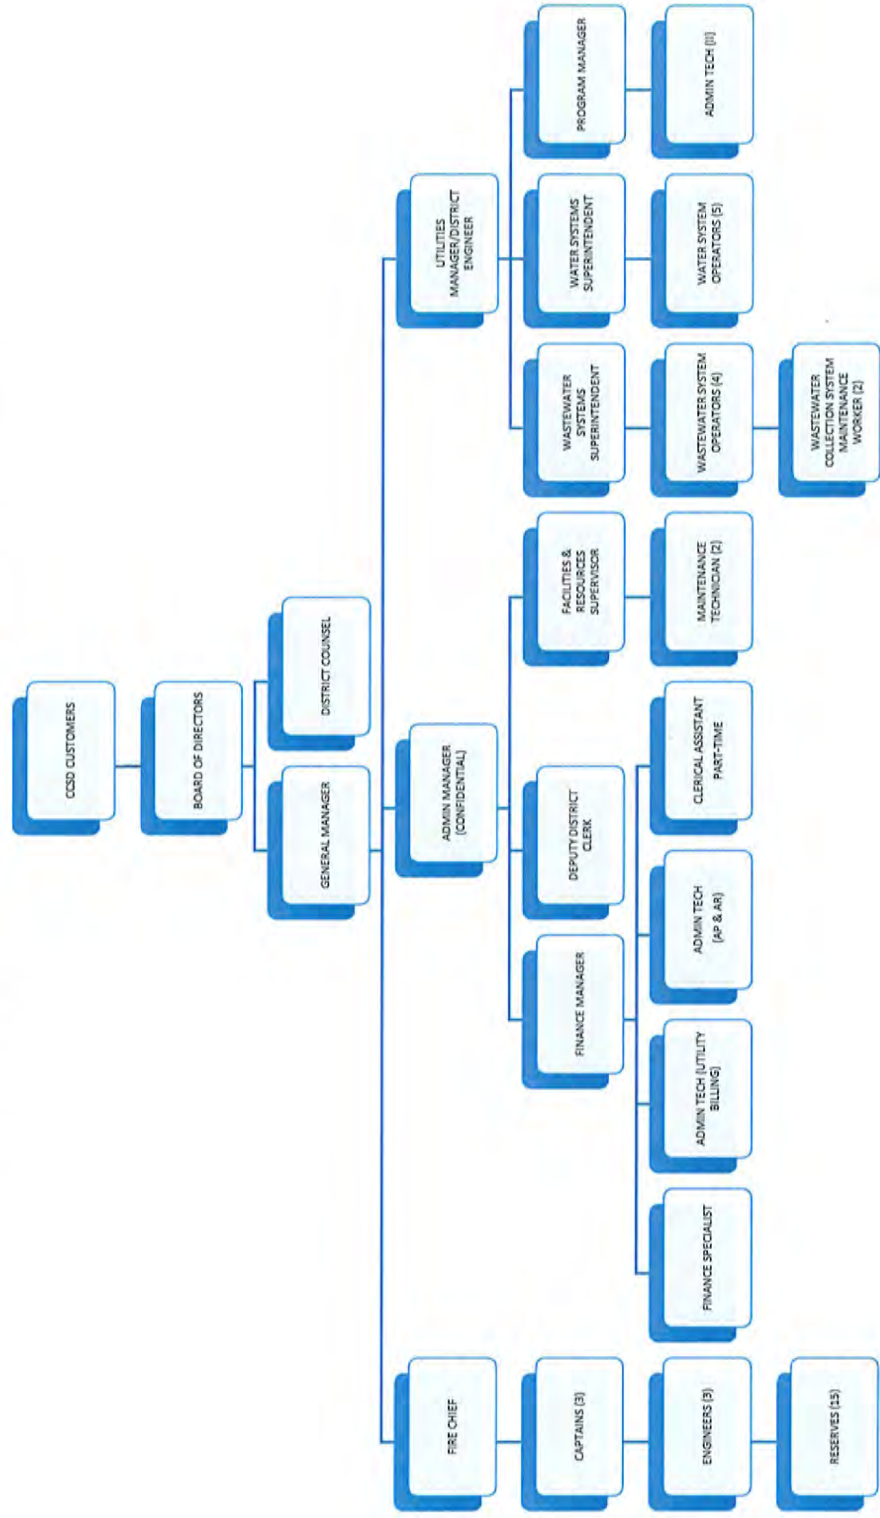 CCSD CUSTOMERS
BOARD OF DIRECTORS
GENERAL MANAGER
DISTRICT COUNSEL
FIRE CHIEF
ADMIN MANAGER
(CONFIDENTIAL)
UTILITIES
MANAGER/DISTRICT
ENGINEER
CAPTAINS (3)
FINANCE MANAGER
DEPUTY DISTRICT
CLERK
FACILITIES &
RESOURCES
SUPERVISOR
WASTEWATER
SYSTEMS
SUPERINTENDENT
WATER SYSTEMS
SUPERINTENDENT
PROGRAM MANAGER
ENGINEERS (3)
FINANCE SPECIALIST
ADMIN TECH (UTILITY
BILLING)
ADMIN TECH
(AP & AR)
CLERICAL ASSISTANT
PART-TIME
MAINTENANCE
TECHNICIAN (2)
WASTEWATER SYSTEM
OPERATORS (4)
WATER SYSTEM
OPERATORS (5)
ADMIN TECH (II)
RESERVES (15)
WASTEWATER
COLLECTION SYSTEM
MAINTENANCE
WORKER (2)